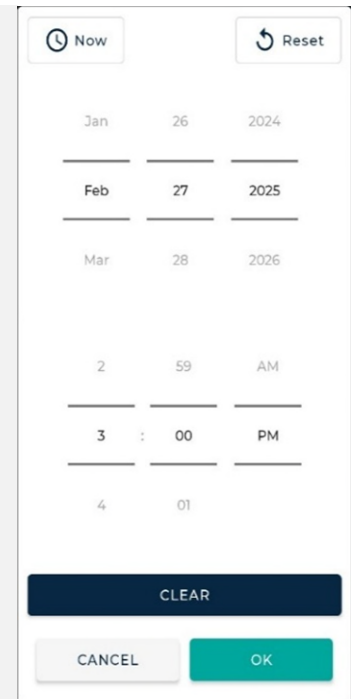 Now Reset
Jan 26 2024
Feb 27 2025
Mar 28 2026
2 59 AM
3 : 00 PM
4 01
CLEAR
CANCEL OK